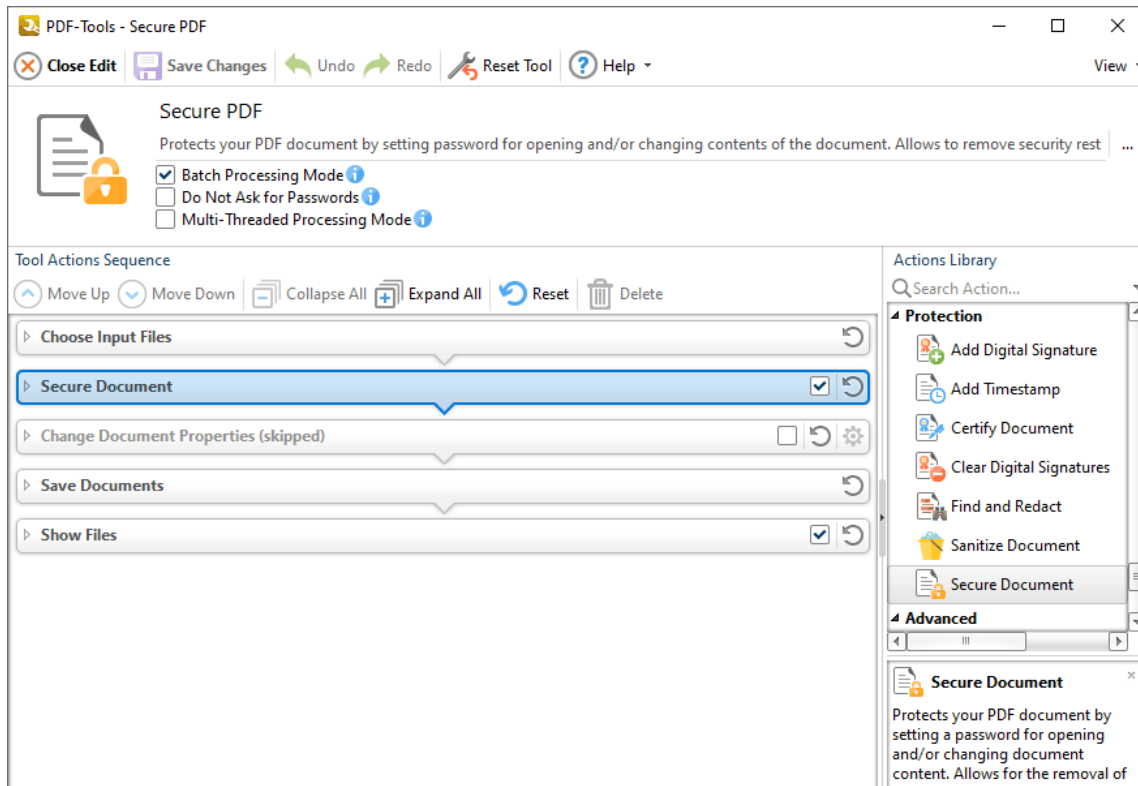 PDF-Tools - Secure PDF
Close Edit Save Changes Undo Redo Reset Tool ? Help View
Secure PDF
Protects your PDF document by setting password for opening and/or changing contents of the document. Allows to remove security rest ...
Batch Processing Mode i
Do Not Ask for Passwords i
Multi-Threaded Processing Mode i
Tool Actions Sequence
Move Up Move Down Collapse All Expand All Reset Delete
Choose Input Files
Secure Document
Change Document Properties (skipped)
Save Documents
Show Files
Actions Library
Search Action...
Protection
Add Digital Signature
Add Timestamp
Certify Document
Clear Digital Signatures
Find and Redact
Sanitize Document
Secure Document
Advanced
Secure Document
Protects your PDF document by
setting a password for opening
and/or changing document
content. Allows for the removal of